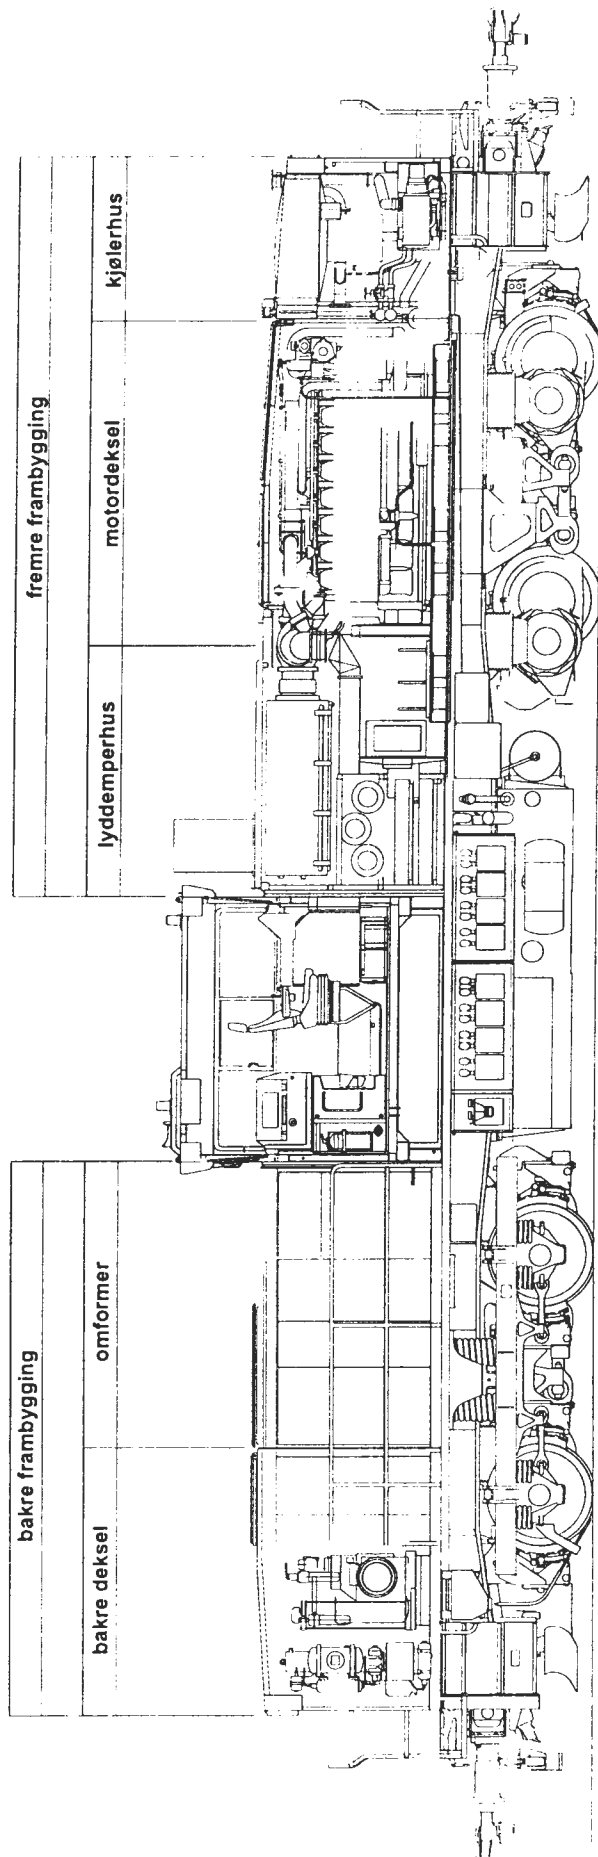 bakre frambygging
fremre frambygging
bakre deksel
omformer
lyddemperhus
motordeksel
kjølerhus